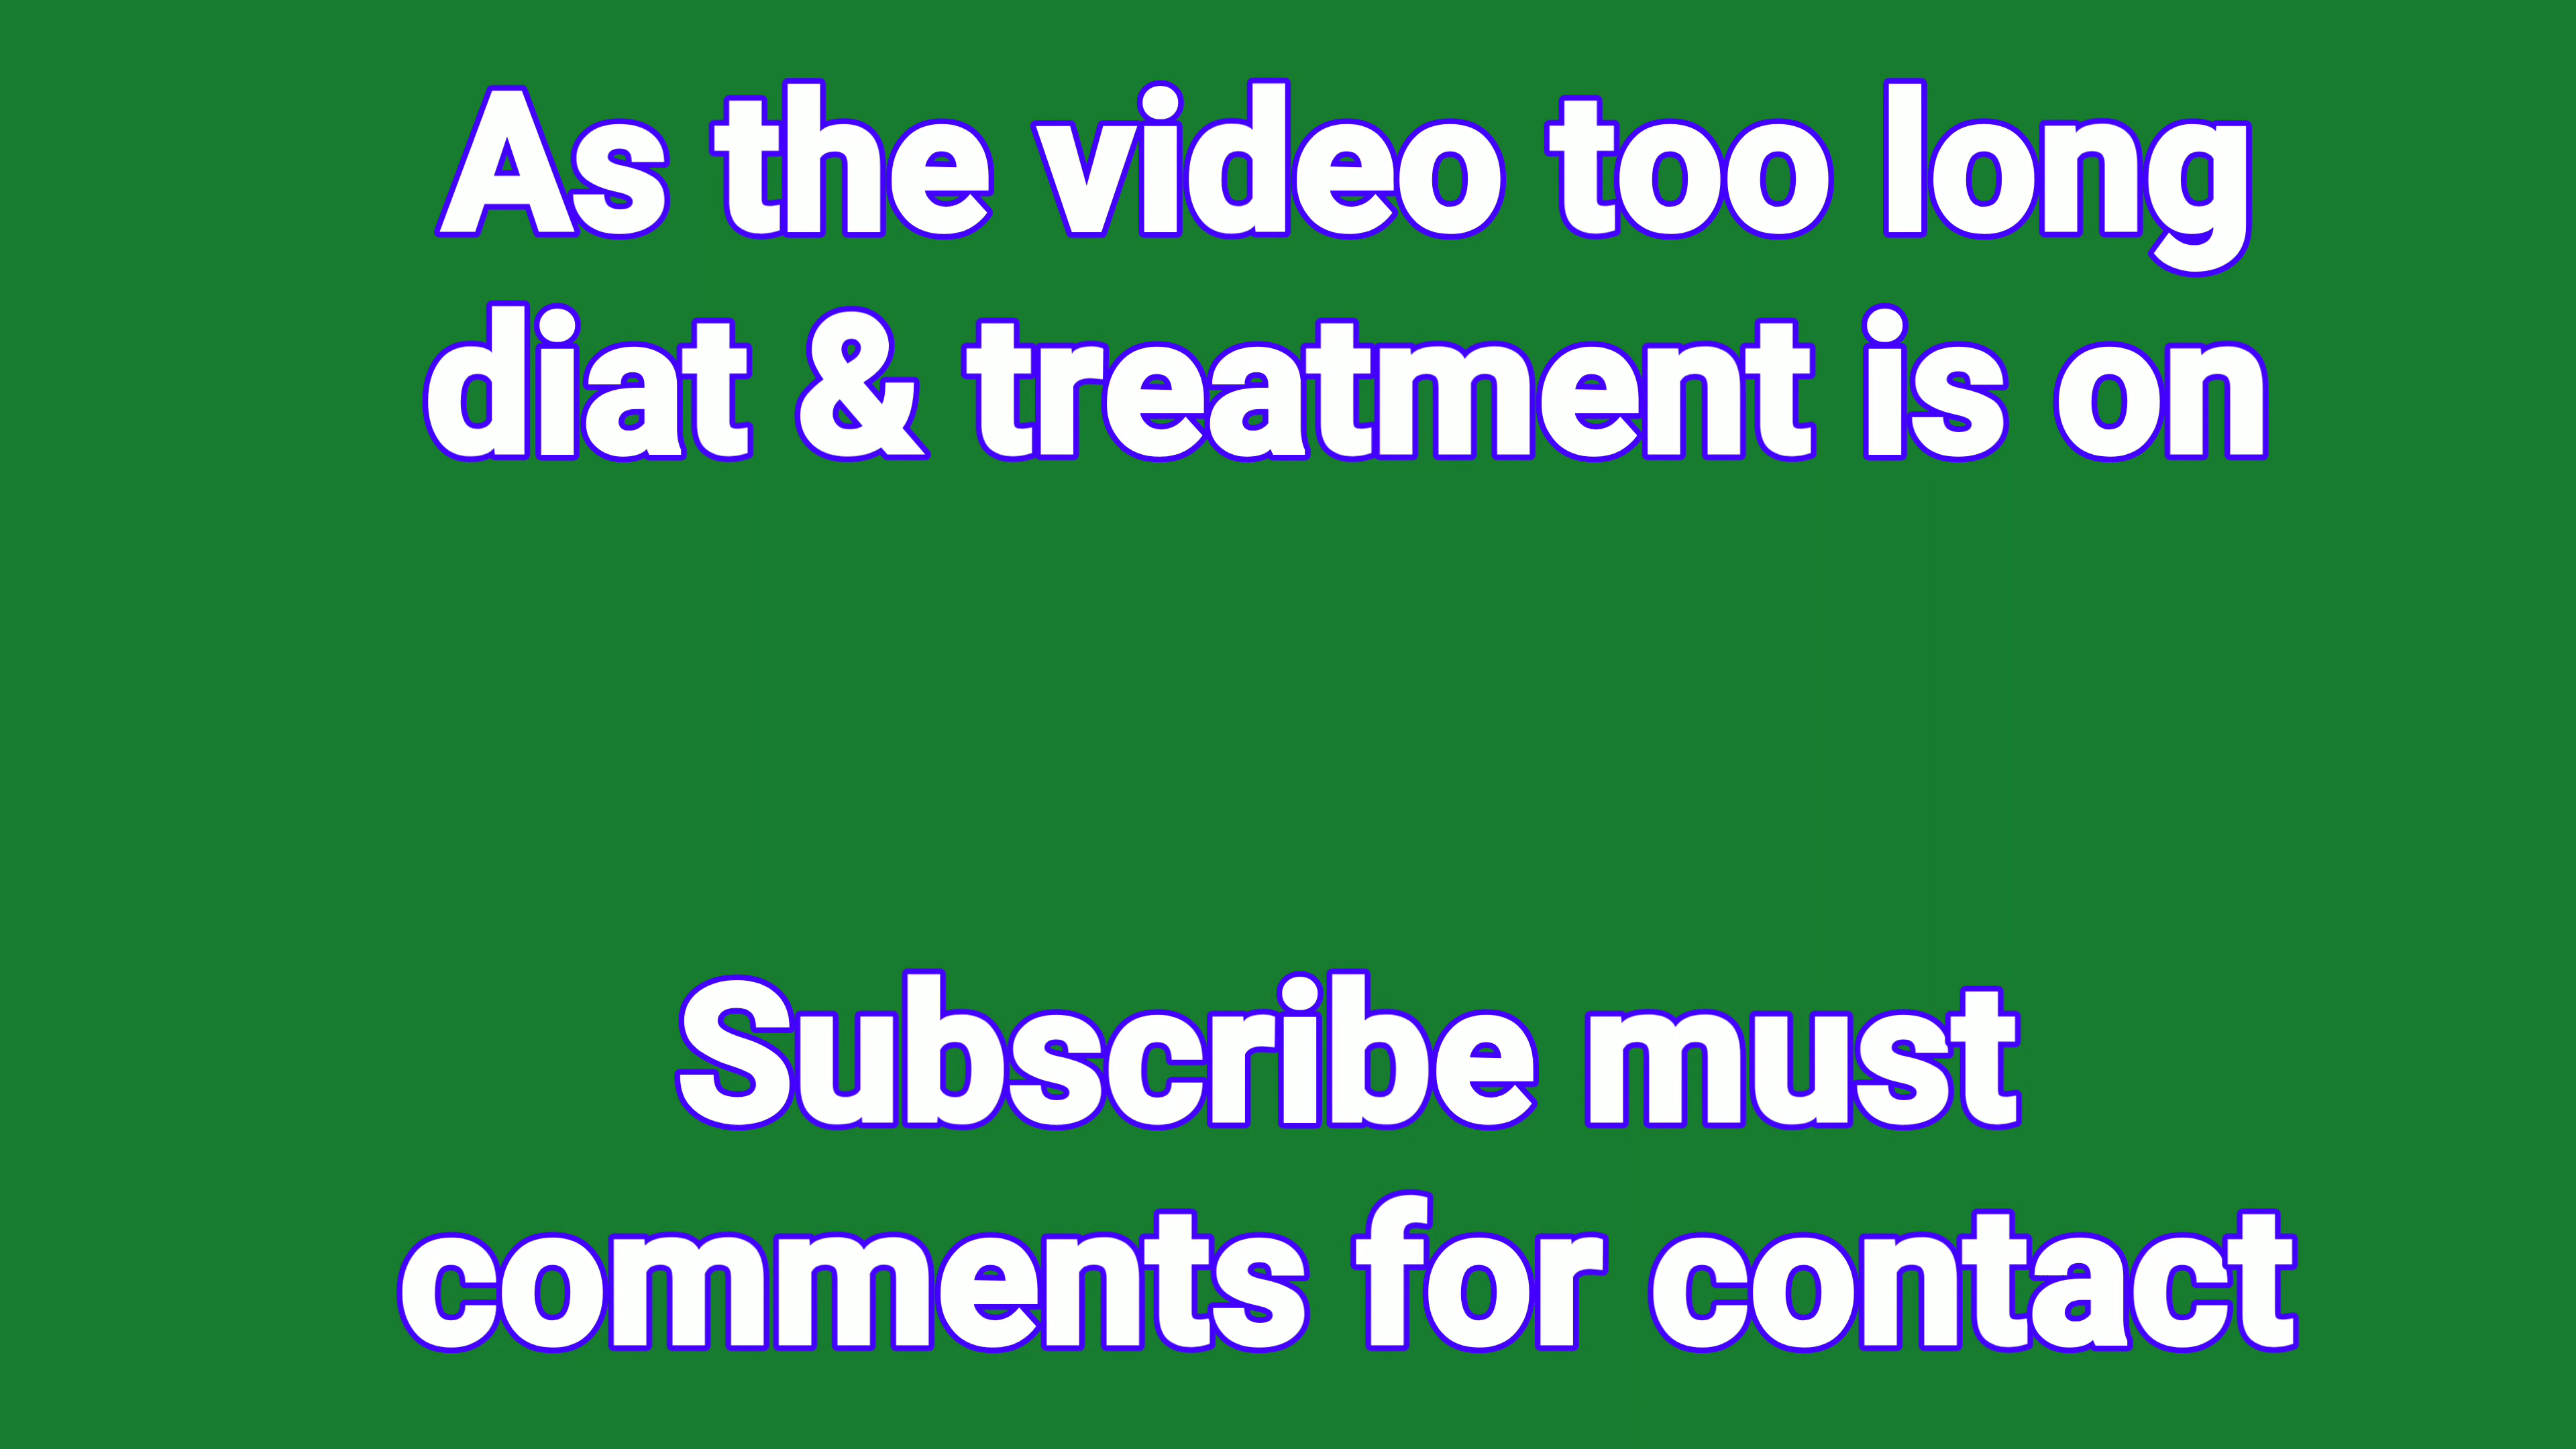 As the video too long
diat & treatment is on
Subscribe must
comments for contact